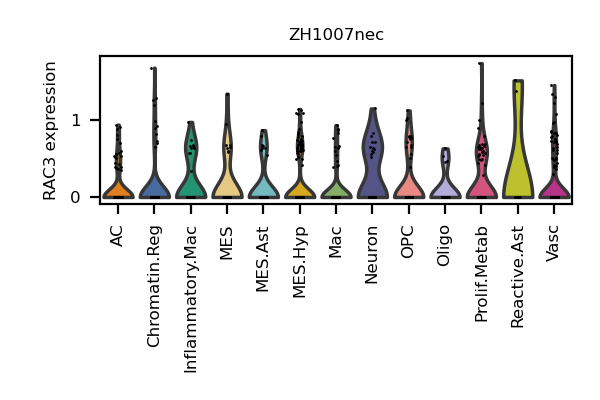 ZH1007nec
RAC3 expression
1
0
AC
Chromatin.Reg
Inflammatory.Mac
MES
MES.Ast
MES.Hyp
Mac
Neuron
OPC
Oligo
Prolif.Metab
Reactive.Ast
Vasc